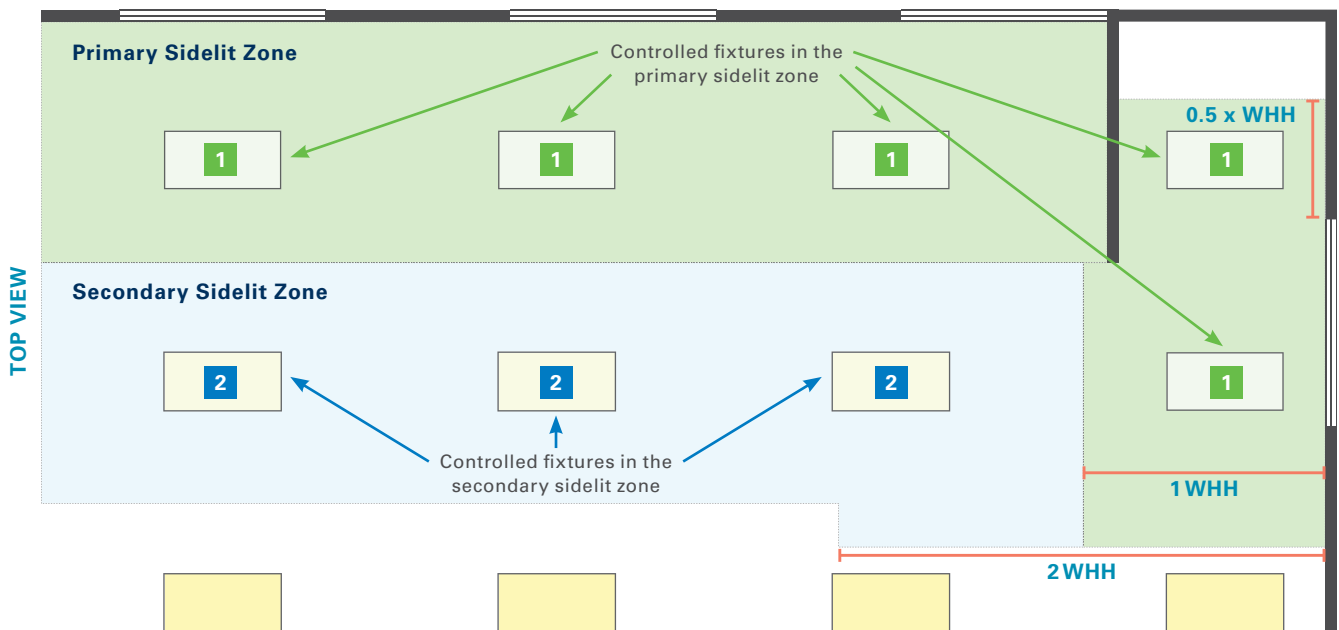 Primary Sidelit Zone
Controlled fixtures in the
primary sidelit zone
0.5 x WHH
1
1
1
1
TOP VIEW
Secondary Sidelit Zone
2
2
2
1
Controlled fixtures in the
secondary sidelit zone
1 WHH
2 WHH